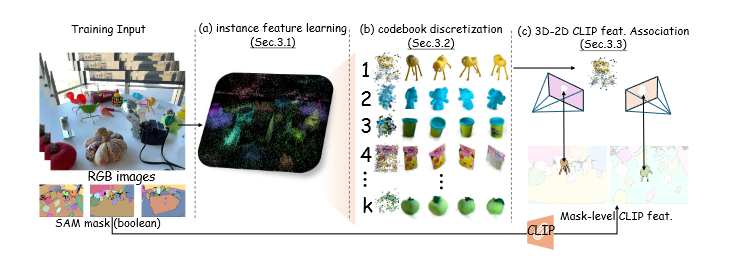 Training Input
RGB images
SAM mask (boolean)
(a) instance feature learning
(Sec.3.1)
(b) codebook discretization
(Sec.3.2)
1
2
3
4
k
(c) 3D-2D CLIP feat. Association
(Sec.3.3)
Mask-level CLIP feat.
CLIP